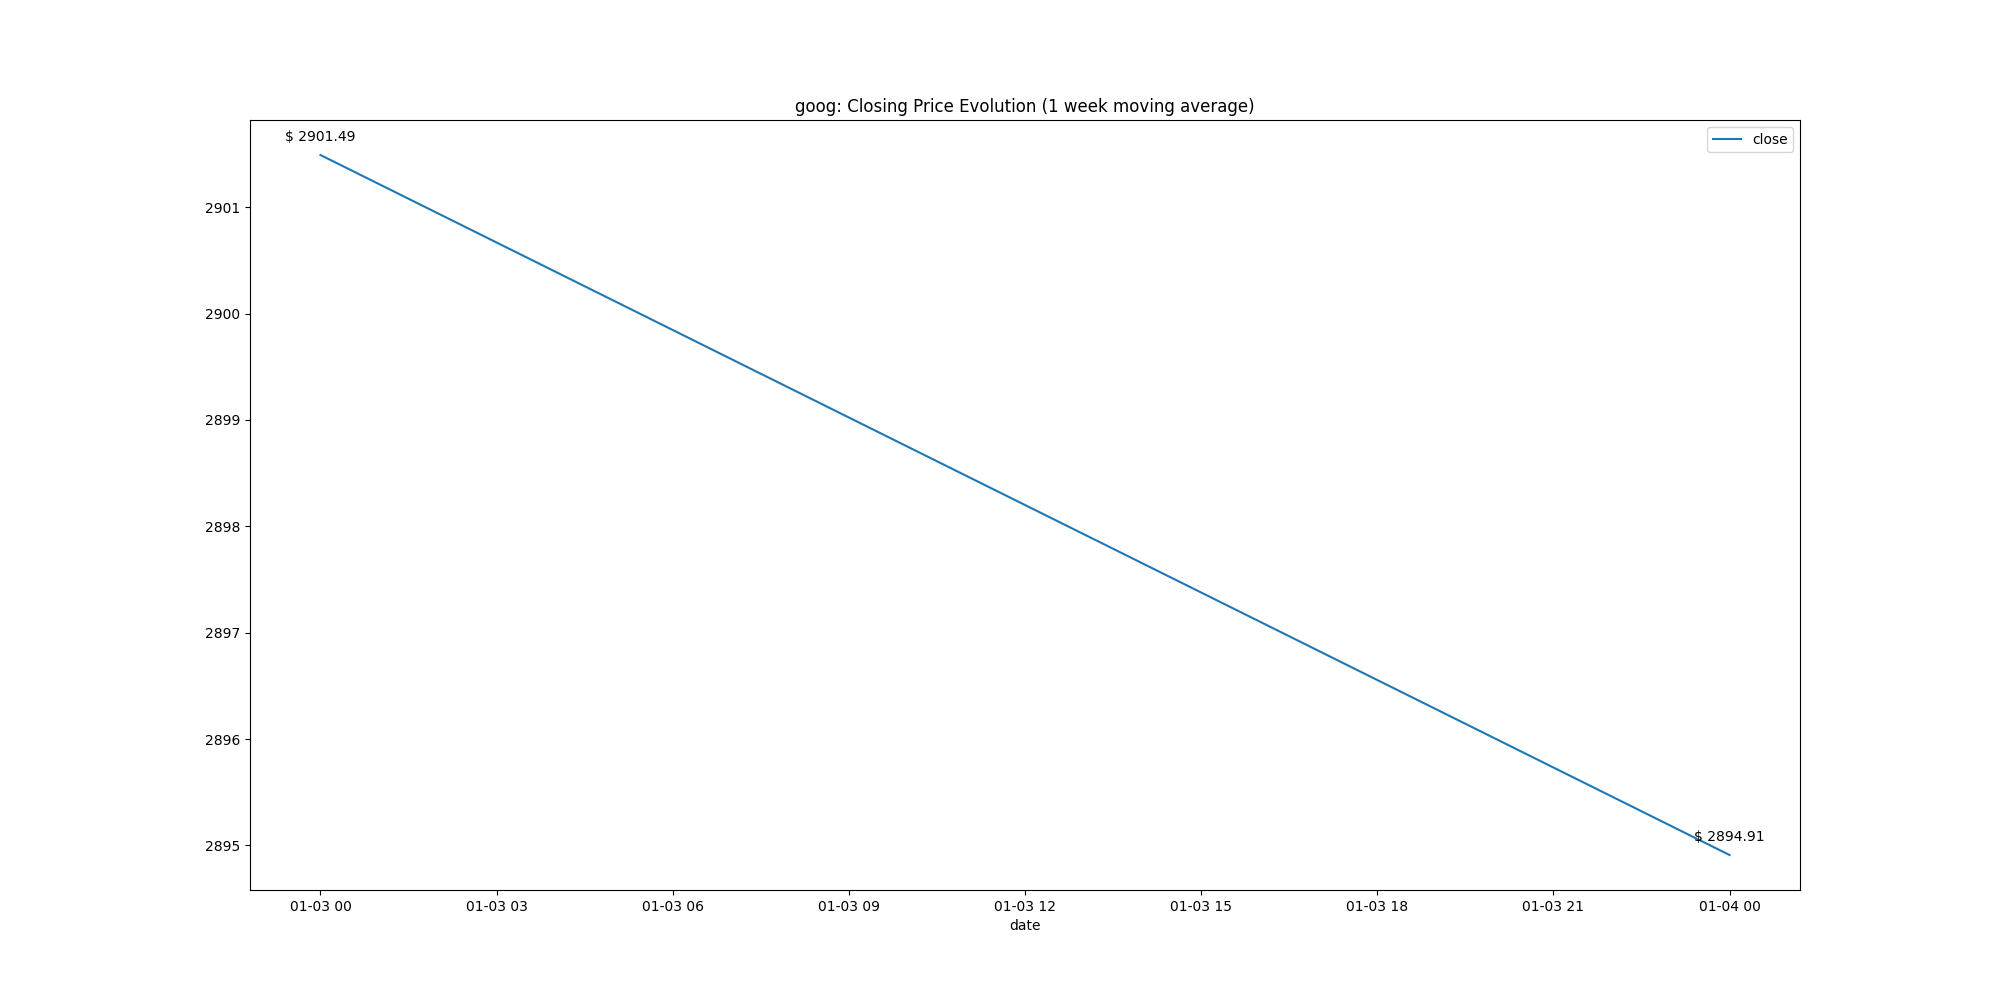 goog: Closing Price Evolution (1 week moving average)
$ 2901.49
close
2901
2900
2899
2898
2897
2896
2895
$ 2894.91
01-03 00 01-03 03 01-03 06 01-03 09 01-03 12 01-03 15 01-03 18 01-03 21 01-04 00
date